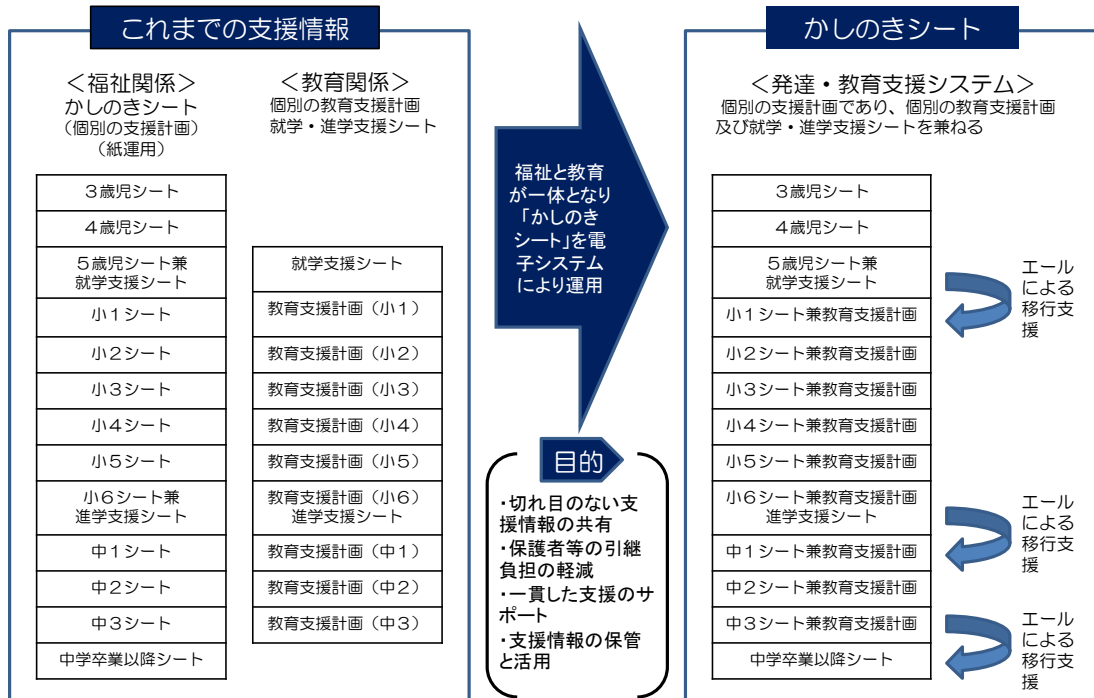 これまでの支援情報
＜福祉関係＞
かしのきシート
（個別の支援計画）
（紙運用）
３歳児シート
４歳児シート
５歳児シート兼
就学支援シート
小１シート
小２シート
小３シート
小４シート
小５シート
小６シート兼
進学支援シート
中１シート
中２シート
中３シート
中学卒業以降シート
＜教育関係＞
個別の教育支援計画
就学・進学支援シート
就学支援シート
教育支援計画（小１）
教育支援計画（小２）
教育支援計画（小３）
教育支援計画（小４）
教育支援計画（小５）
教育支援計画（小６）
進学支援シート
教育支援計画（中１）
教育支援計画（中２）
教育支援計画（中３）
福祉と教育
が一体となり
「かしのき
シート」を電
子システム
により運用
目的
・切れ目のない支
援情報の共有
・保護者等の引継
負担の軽減
・一貫した支援のサ
ポート
・支援情報の保管
と活用
かしのきシート
＜発達・教育支援システム＞
個別の支援計画であり、個別の教育支援計画
及び就学・進学支援シートを兼ねる
３歳児シート
４歳児シート
５歳児シート兼
就学支援シート
小１シート兼教育支援計画
小２シート兼教育支援計画
小３シート兼教育支援計画
小４シート兼教育支援計画
小５シート兼教育支援計画
小６シート兼教育支援計画
進学支援シート
中１シート兼教育支援計画
中２シート兼教育支援計画
中３シート兼教育支援計画
中学卒業以降シート
エール
による
移行支
援
エール
による
移行支
援
エール
による
移行支
援